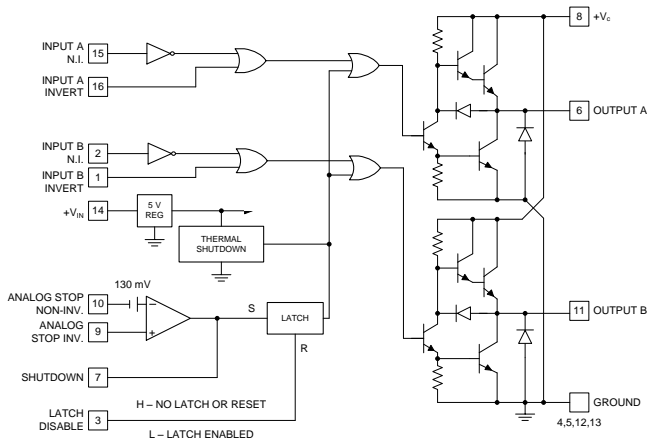 INPUT A
N.I.
15
INPUT A
INVERT
16
INPUT B
N.I.
2
INPUT B
INVERT
1
+VIN
14
5 V
REG
THERMAL
SHUTDOWN
130 mV
ANALOG STOP
NON-INV.
10
ANALOG
STOP INV.
9
–
+
S
LATCH
R
SHUTDOWN
7
LATCH
DISABLE
3
H – NO LATCH OR RESET
L – LATCH ENABLED
8
+Vc
6
OUTPUT A
11
OUTPUT B
GROUND
4,5,12,13